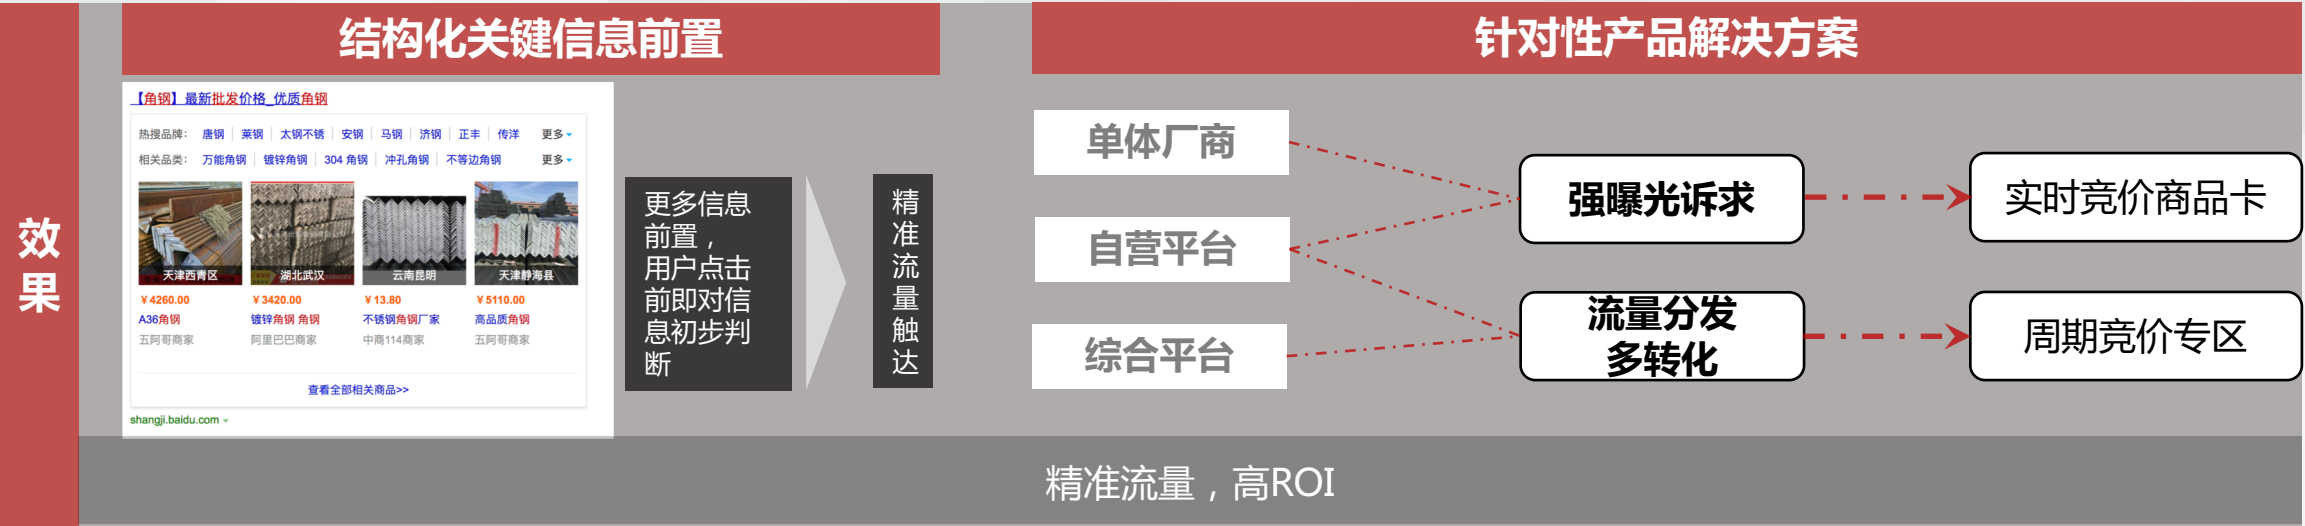 结构化关键信息前置
针对性产品解决方案
效
果
【角钢】最新批发价格_优质角钢
热搜品牌： 唐钢 莱钢 太钢不锈 安钢 马钢 济钢 正丰 传洋 更多
相关品类： 万能角钢 镀锌角钢 304 角钢 冲孔角钢 不等边角钢 更多
天津西青区 湖北武汉 云南昆明 天津静海县
￥4260.00 ￥3420.00 ￥13.80 ￥5110.00
A36角钢 镀锌角钢 角钢 不锈钢角钢厂家 高品质角钢
五阿哥商家 阿里巴巴商家 中商114商家 五阿哥商家
查看全部相关商品>>
shangji.baidu.com
更多信息
前置，
用户点击
前即对信
息初步判
断
精
准
流
量
触
达
单体厂商
自营平台
综合平台
强曝光诉求
流量分发
多转化
实时竞价商品卡
周期竞价专区
精准流量，高ROI